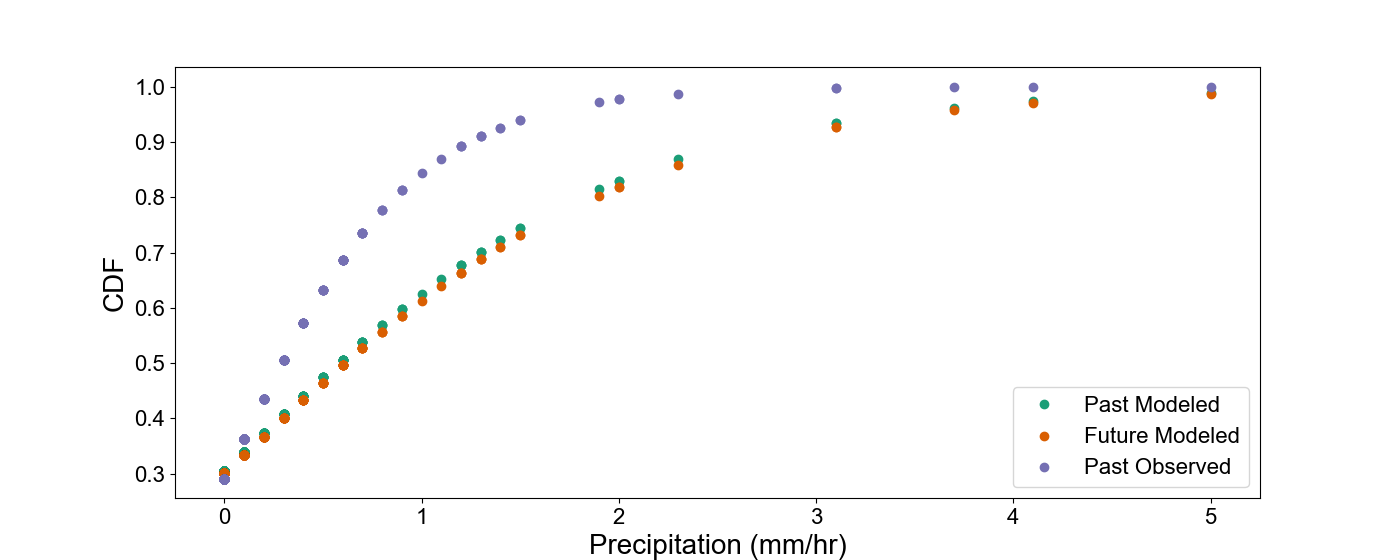 1.0
0.9
0.8
0.7
0.6
0.5
0.4
0.3
CDF
0 1 2 3 4 5
Precipitation (mm/hr)
Past Modeled
Future Modeled
Past Observed